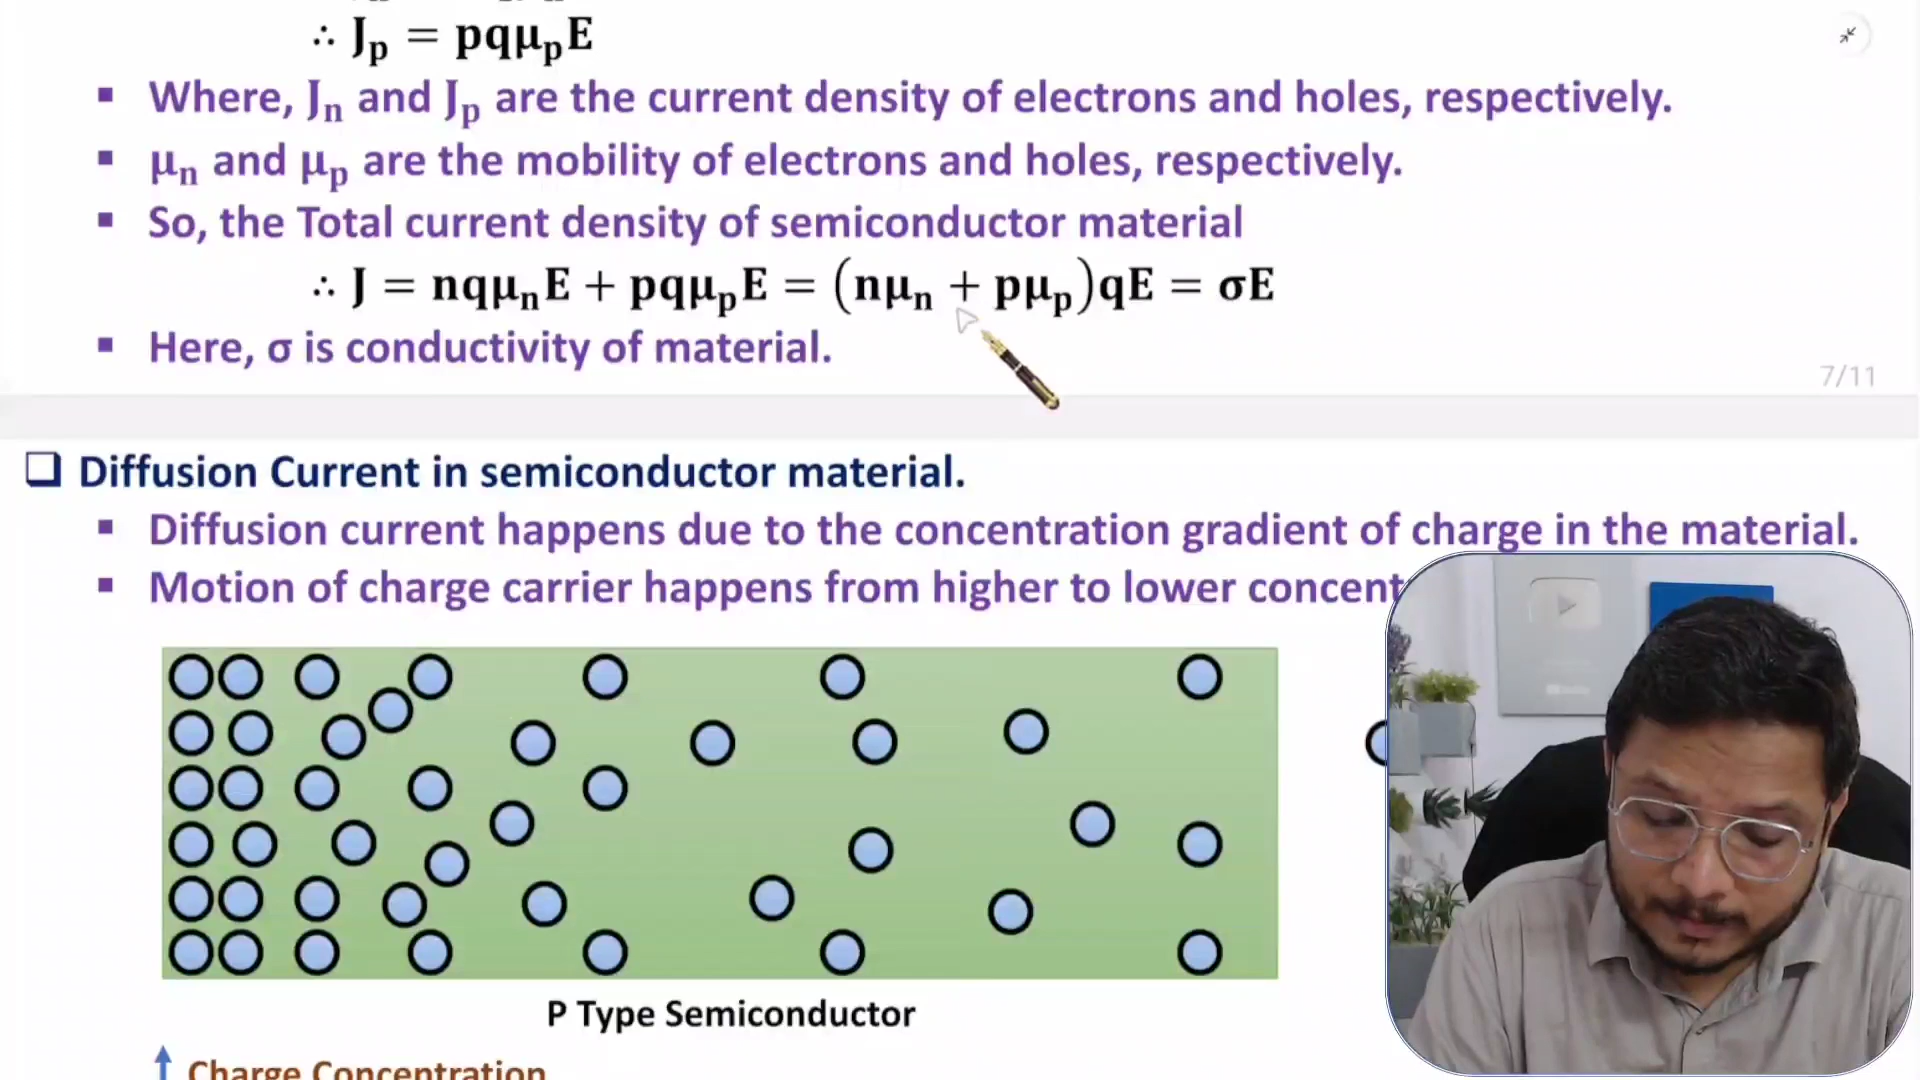 ∴ Jp = pqμpE
▪ Where, Jn and Jp are the current density of electrons and holes, respectively.
▪ μn and μp are the mobility of electrons and holes, respectively.
▪ So, the Total current density of semiconductor material
∴ J = nqμnE + pqμpE = (nμn + pμp)qE = σE
▪ Here, σ is conductivity of material.
7/11
❑ Diffusion Current in semiconductor material.
▪ Diffusion current happens due to the concentration gradient of charge in the material.
▪ Motion of charge carrier happens from higher to lower concent
P Type Semiconductor
Charge Concentration